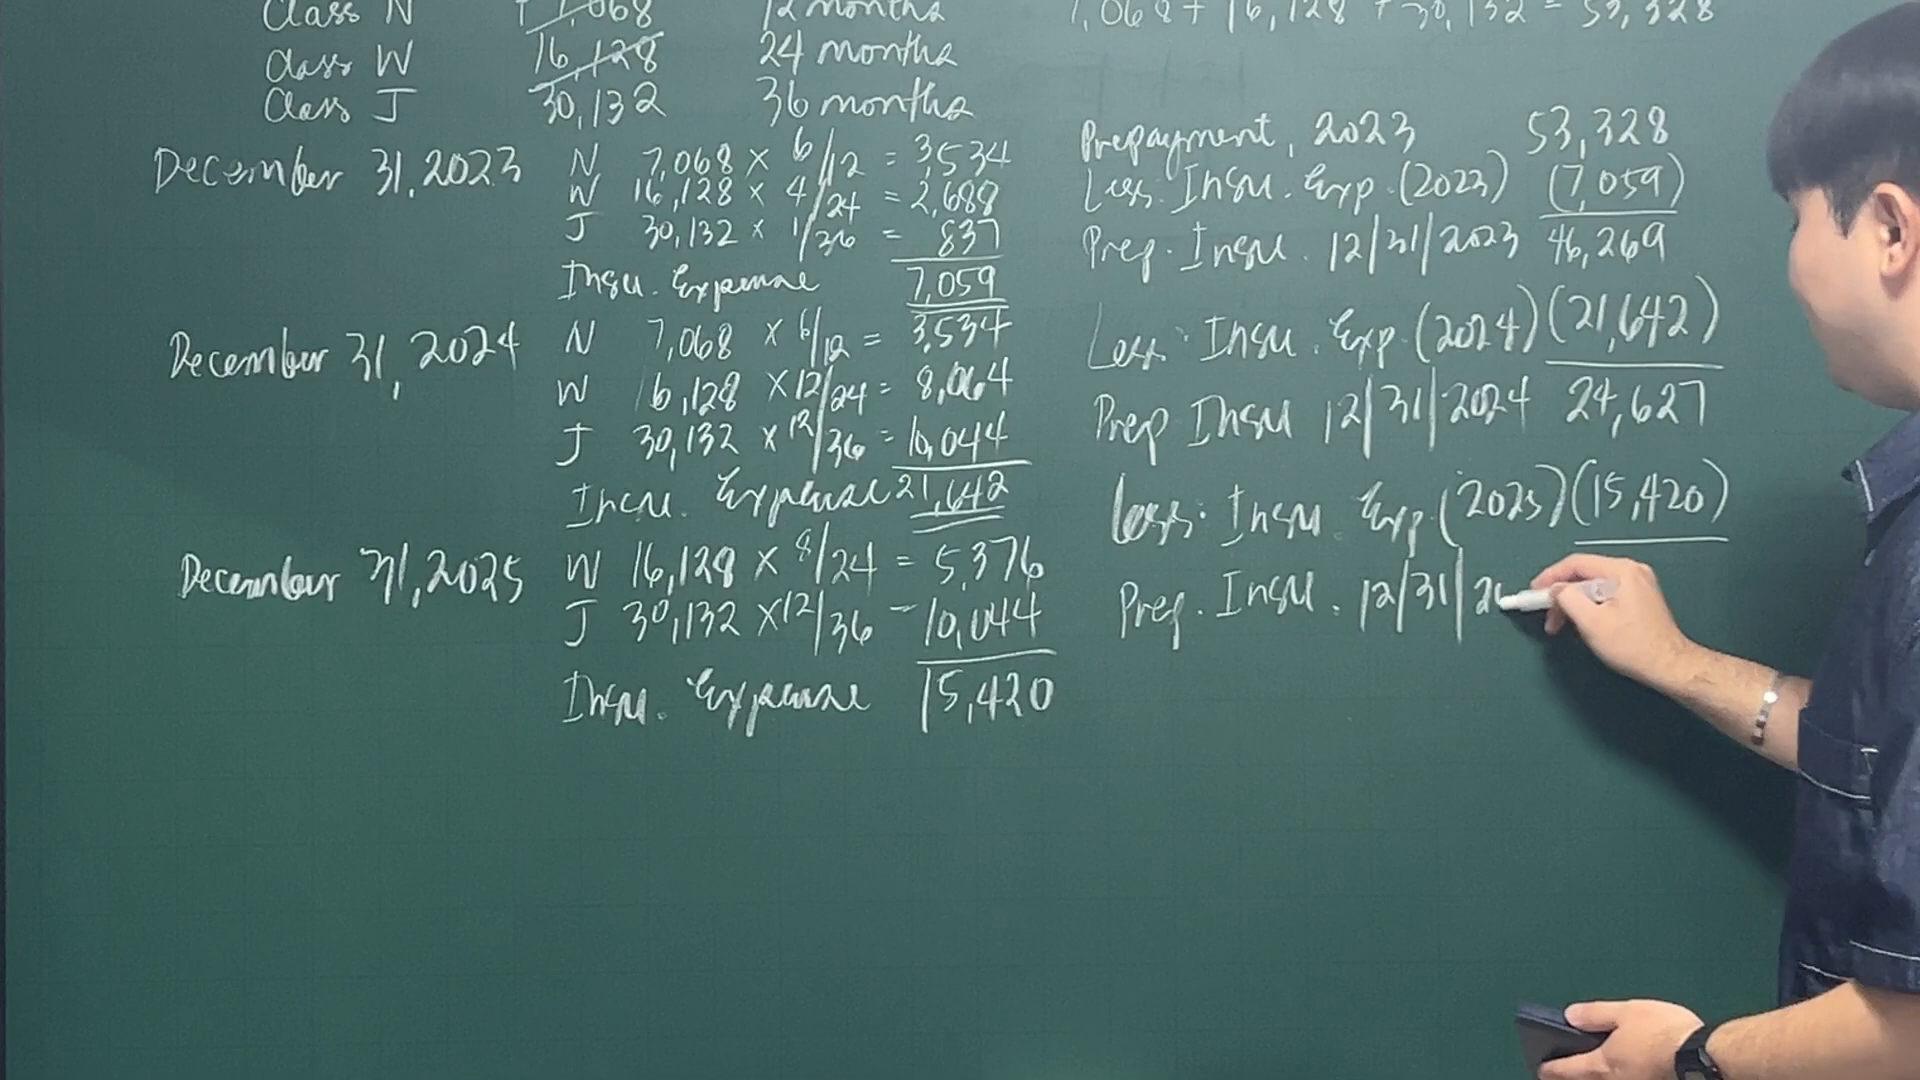 Class N 7,068 12 months
Class W 16,128 24 months
Class J 30,132 36 months
7,068 + 16,128 + 30,132 = 53,328
December 31, 2023 N 7,068 × 6/12 = 3,534
W 16,128 × 4/24 = 2,688
J 30,132 × 1/36 = 837
Insu. Expense 7,059
December 31, 2024 N 7,068 × 6/12 = 3,534
W 16,128 × 12/24 = 8,064
J 30,132 × 12/36 = 10,044
Insu. Expense 21,642
December 31, 2025 W 16,128 × 8/24 = 5,376
J 30,132 × 12/36 = 10,044
Insu. Expense 15,420
Prepayment, 2023 53,328
Less: Insu. Exp. (2023) (7,059)
Prep. Insu. 12/31/2023 46,269
Less: Insu. Exp. (2024) (21,642)
Prep Insu 12/31/2024 24,627
Less: Insu. Exp. (2025) (15,420)
Prep. Insu. 12/31/20